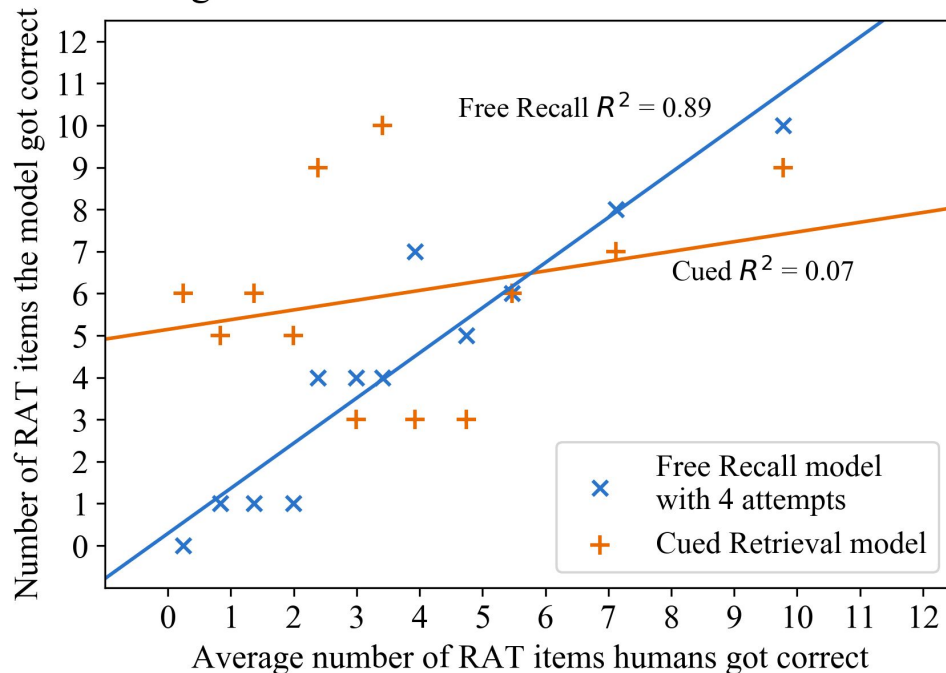 Number of RAT items the model got correct
12
11
10
9
8
7
6
5
4
3
2
1
0
Free Recall R² = 0.89
Cued R² = 0.07
Free Recall model
with 4 attempts
Cued Retrieval model
0 1 2 3 4 5 6 7 8 9 10 11 12
Average number of RAT items humans got correct